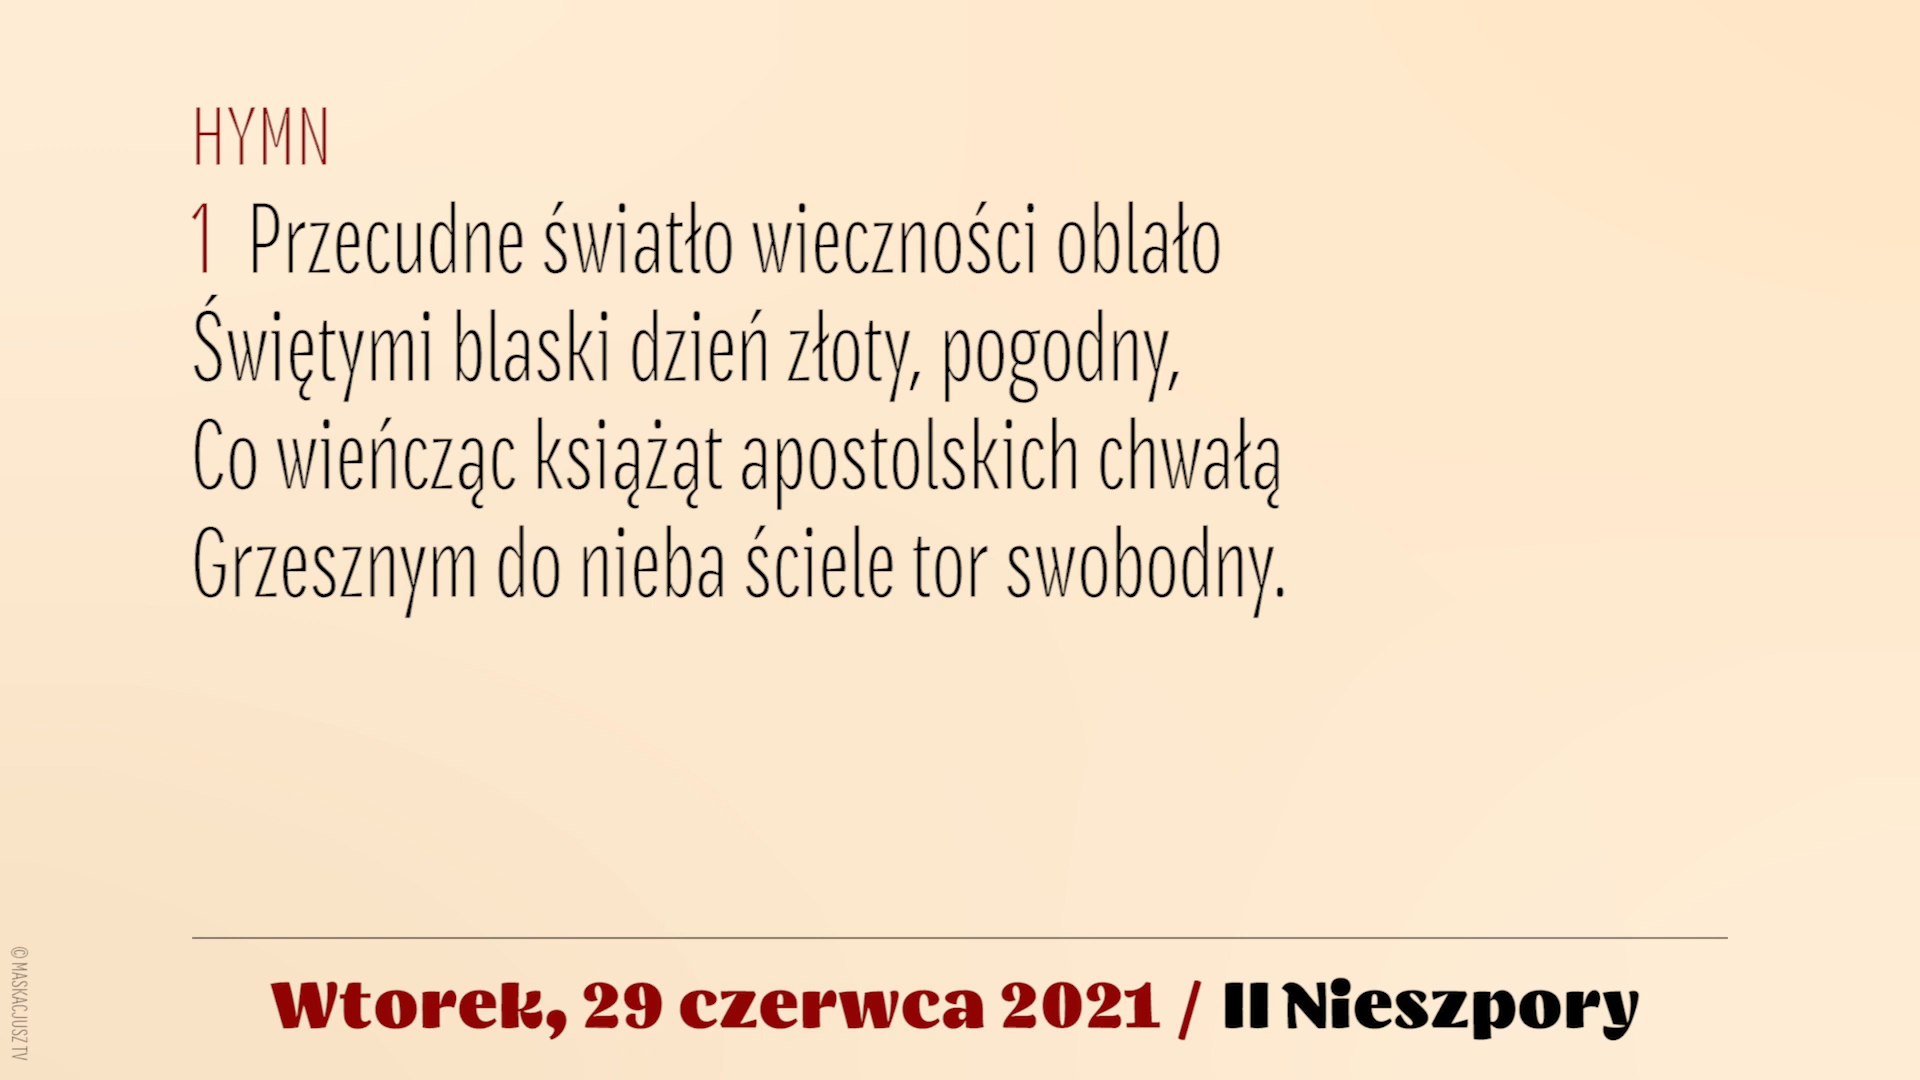 HYMN
1 Przecudne światło wieczności oblało
Świętymi blaski dzień złoty, pogodny,
Co wieńcząc książąt apostolskich chwałą
Grzesznym do nieba ściele tor swobodny.
Wtorek, 29 czerwca 2021 / II Nieszpory
© MASKACJUSZ TV